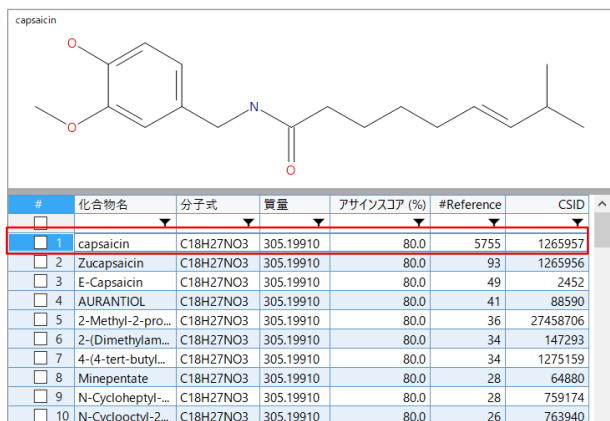 capsaicin
O
O
N
O
# 化合物名 分子式 質量 アサインスコア (%) #Reference CSID
1 capsaicin C18H27NO3 305.19910 80.0 5755 1265957
2 Zucapsaicin C18H27NO3 305.19910 80.0 93 1265956
3 E-Capsaicin C18H27NO3 305.19910 80.0 49 2452
4 AURANTIOL C18H27NO3 305.19910 80.0 41 88590
5 2-Methyl-2-pro... C18H27NO3 305.19910 80.0 36 27458706
6 2-(Dimethylam... C18H27NO3 305.19910 80.0 34 147293
7 4-(4-tert-butyl... C18H27NO3 305.19910 80.0 34 1275159
8 Minepentate C18H27NO3 305.19910 80.0 28 64880
9 N-Cycloheptyl-... C18H27NO3 305.19910 80.0 28 759174
10 N-Cyclooctyl-2... C18H27NO3 305.19910 80.0 26 763940